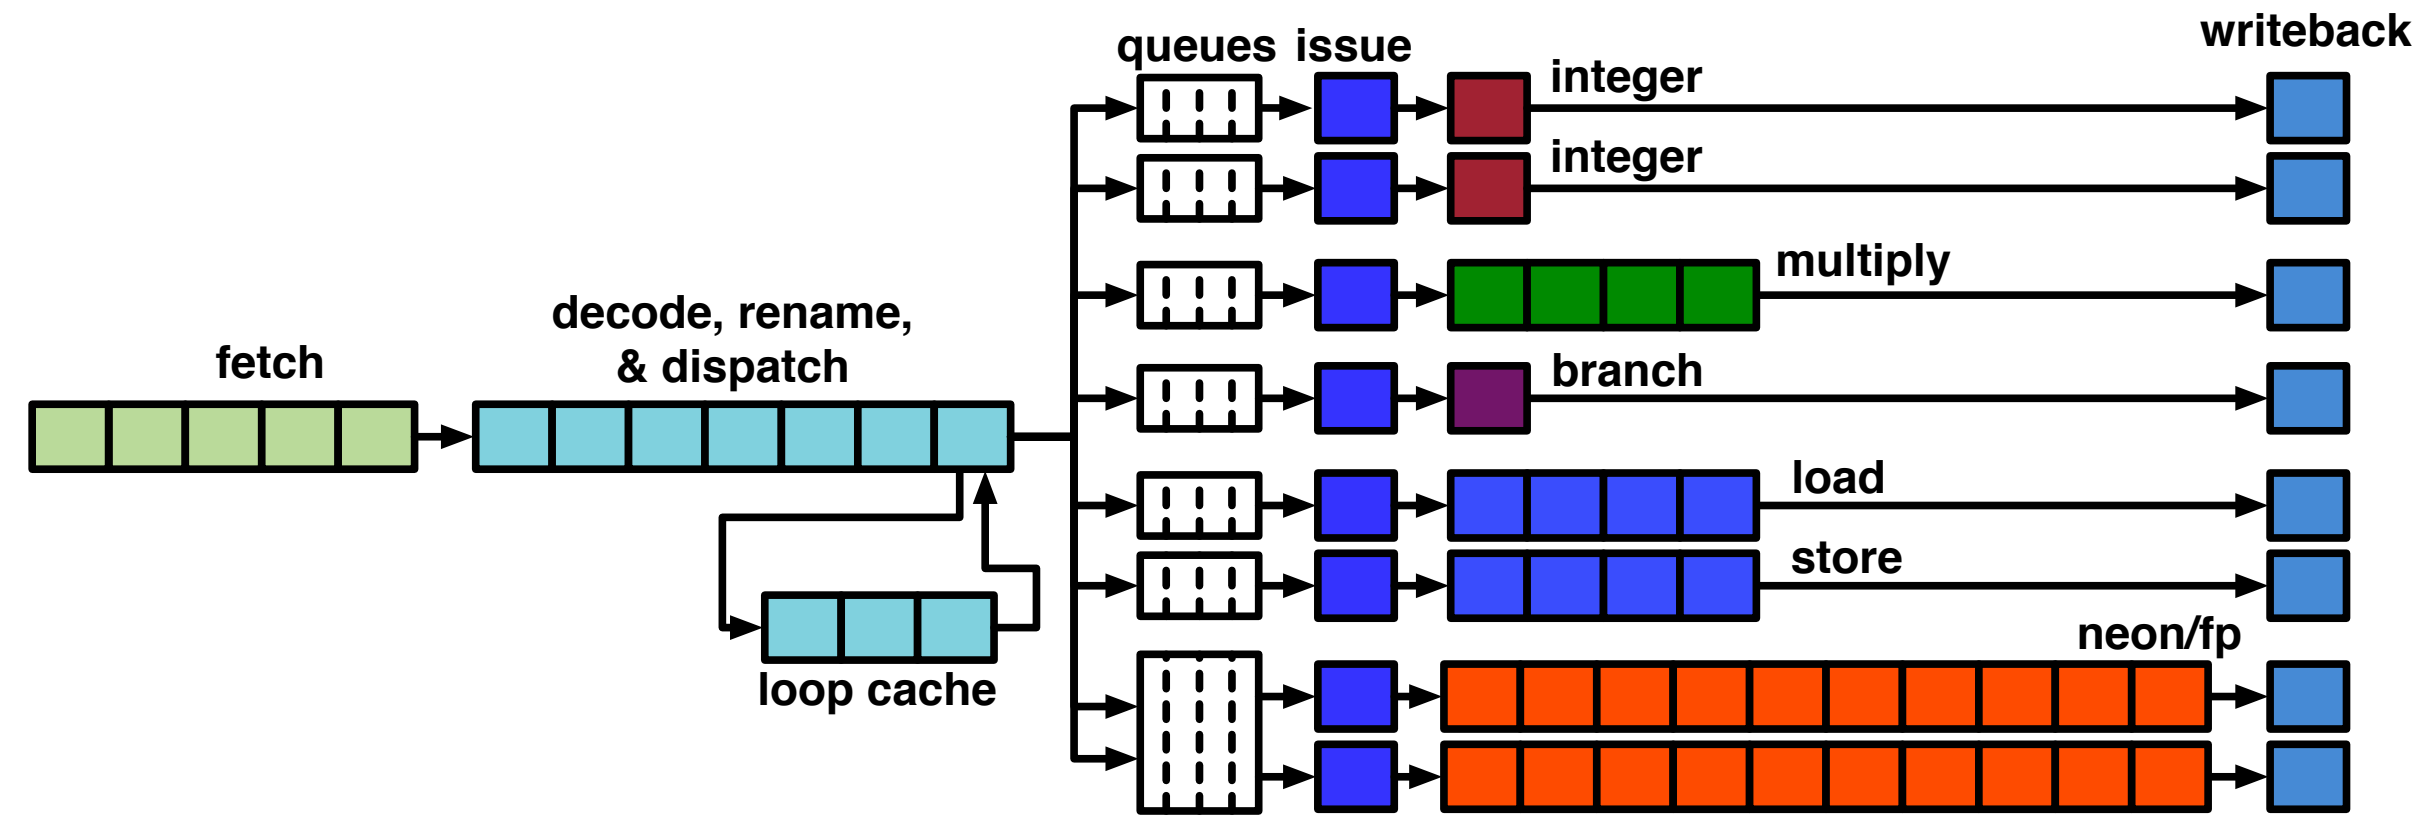 queues
issue
writeback
integer
integer
multiply
decode, rename,
& dispatch
fetch
branch
load
store
neon/fp
loop cache